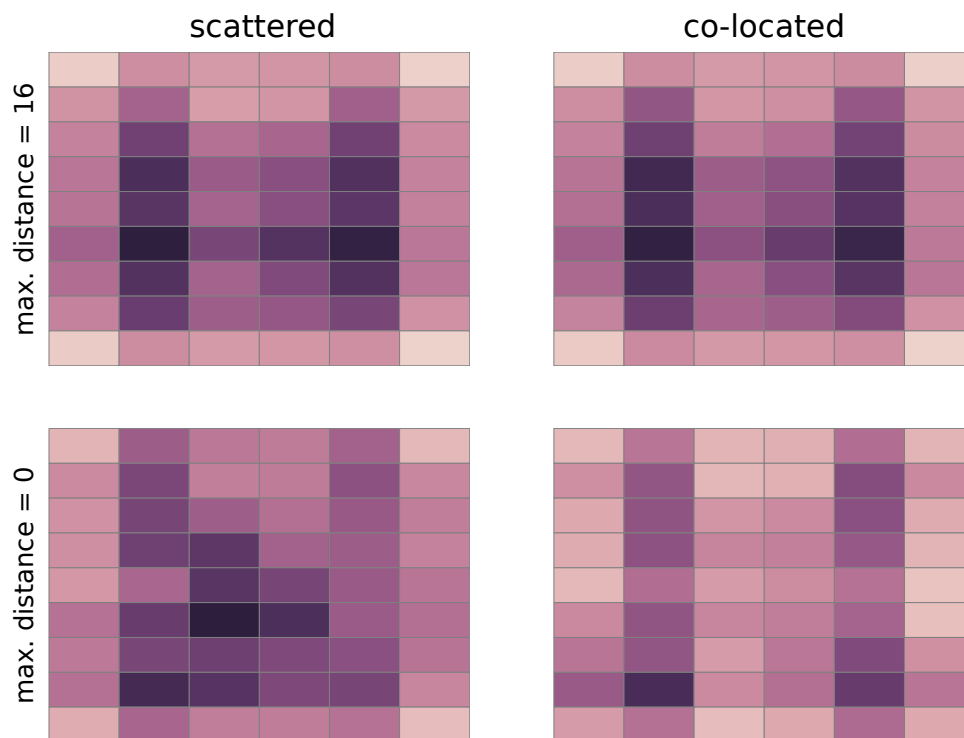 scattered
co-located
max. distance = 16
max. distance = 0